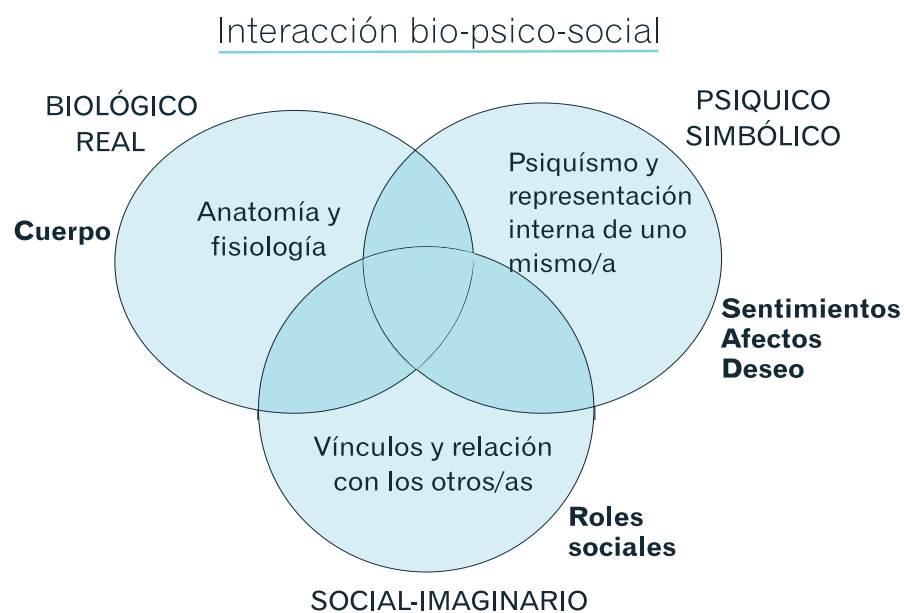 Interacción bio-psico-social
BIOLÓGICO
REAL
PSIQUICO
SIMBÓLICO
Cuerpo
Anatomía y
fisiología
Psiquísmo y
representación
interna de uno
mismo/a
Sentimientos
Afectos
Deseo
Vínculos y relación
con los otros/as
Roles
sociales
SOCIAL-IMAGINARIO